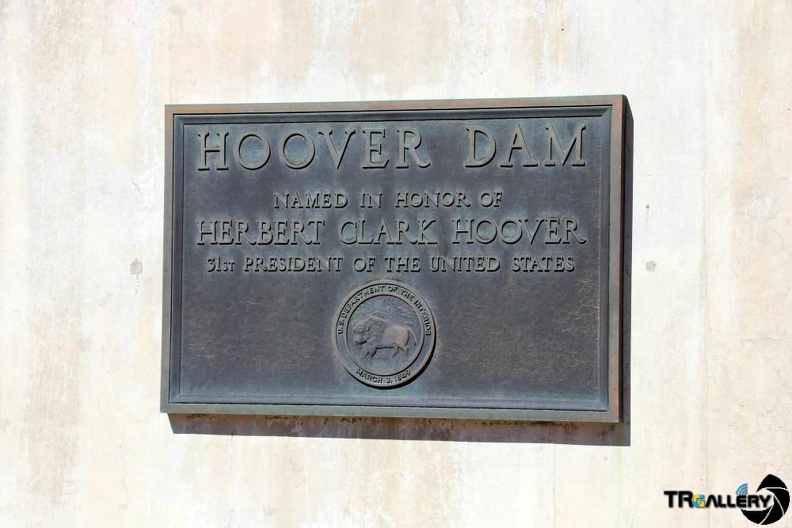 HOOVER DAM
NAMED IN HONOR OF
HERBERT CLARK HOOVER
31ST PRESIDENT OF THE UNITED STATES
U.S. DEPARTMENT OF THE INTERIOR
MARCH 3, 1849
TRGALLERY